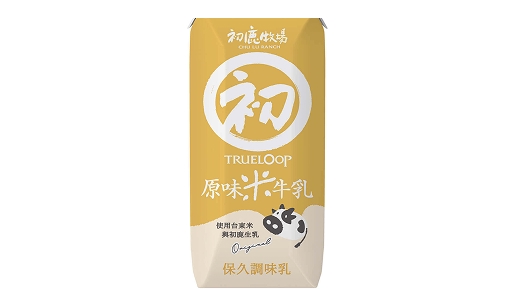 初鹿牧場
CHU LU RANCH
初
TRUELOOP
原味米牛乳
使用台東米
與初鹿生乳
Original
保久調味乳